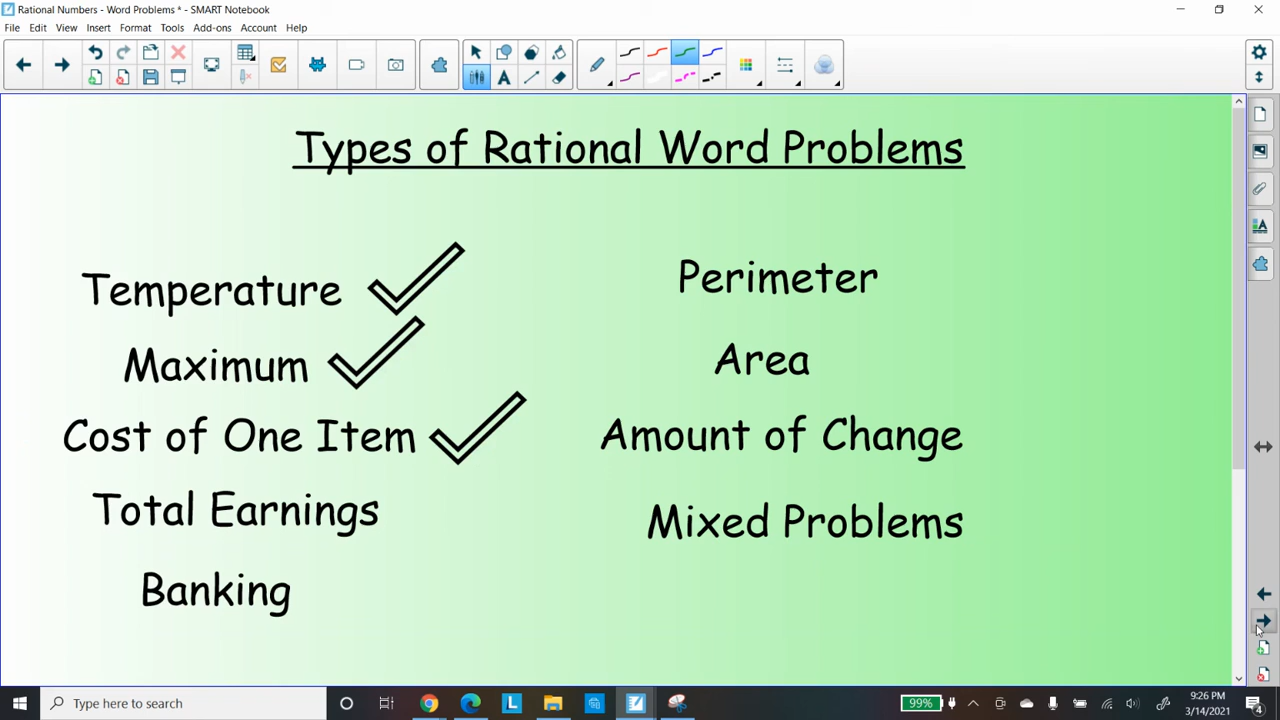 Rational Numbers - Word Problems * - SMART Notebook
File Edit View Insert Format Tools Add-ons Account Help
Types of Rational Word Problems
Temperature
Maximum
Cost of One Item
Total Earnings
Banking
Perimeter
Area
Amount of Change
Mixed Problems
Type here to search
99%
9:26 PM
3/14/2021
4